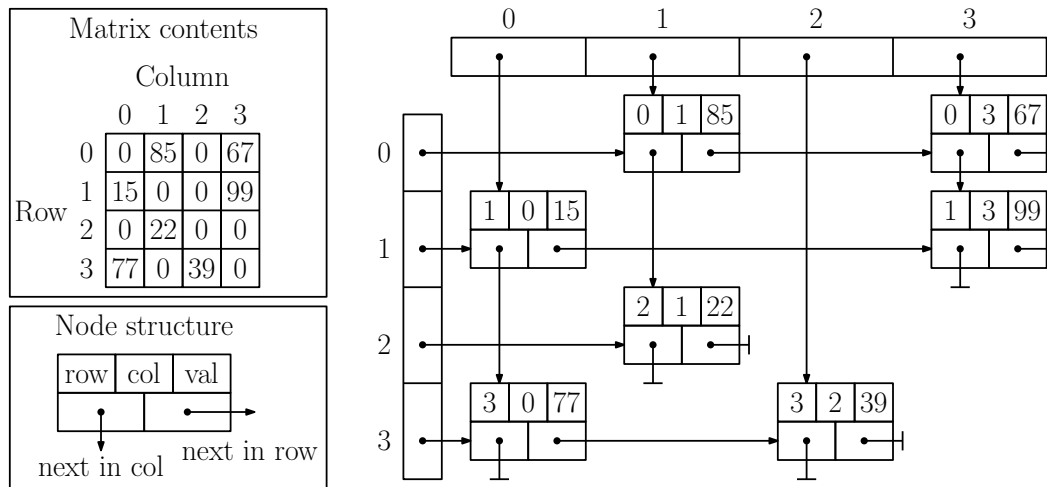 Matrix contents
Column
0 1 2 3
0 0 85 0 67
1 15 0 0 99
Row
2 0 22 0 0
3 77 0 39 0
Node structure
row col val
next in row
next in col
0 1 2 3
0 1 85 0 3 67
0
1 0 15 1 3 99
1
2 1 22
2
3 0 77 3 2 39
3